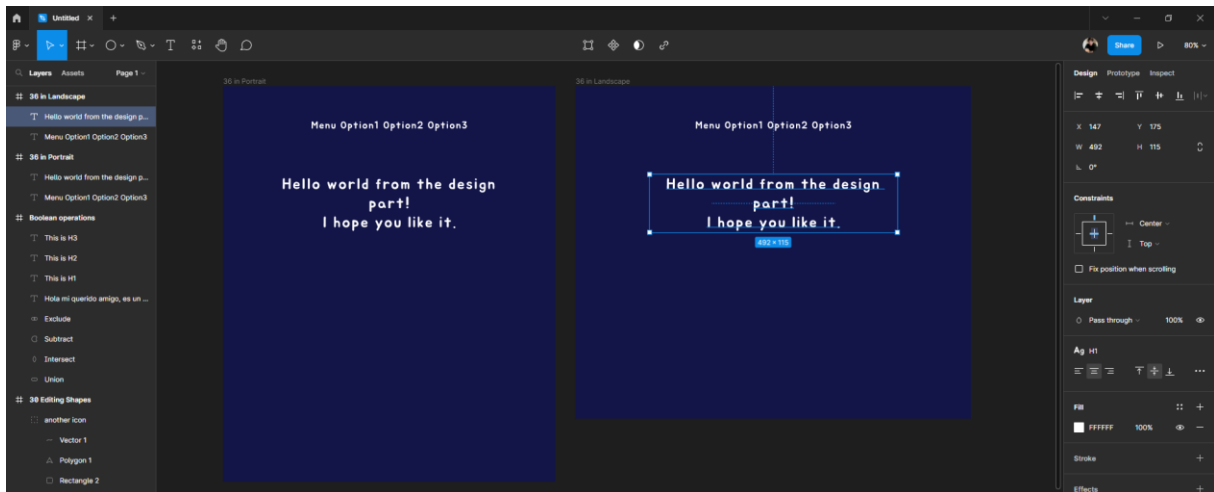 Untitled
Share
80%
Layers Assets Page 1
36 in Landscape
Hello world from the design p...
Menu Option1 Option2 Option3
36 in Portrait
Hello world from the design p...
Menu Option1 Option2 Option3
Boolean operations
This is H3
This is H2
This is H1
Hola mi querido amigo, es un ...
Exclude
Subtract
Intersect
Union
30 Editing Shapes
another icon
Vector 1
Polygon 1
Rectangle 2
36 in Portrait
Menu Option1 Option2 Option3
Hello world from the design
part!
I hope you like it.
36 in Landscape
Menu Option1 Option2 Option3
Hello world from the design
part!
I hope you like it.
492 × 115
Design Prototype Inspect
X 147 Y 175
W 492 H 115
0°
Constraints
Center
Top
Fix position when scrolling
Layer
Pass through 100%
Ag H1
Fill
FFFFFF 100%
Stroke
Effects